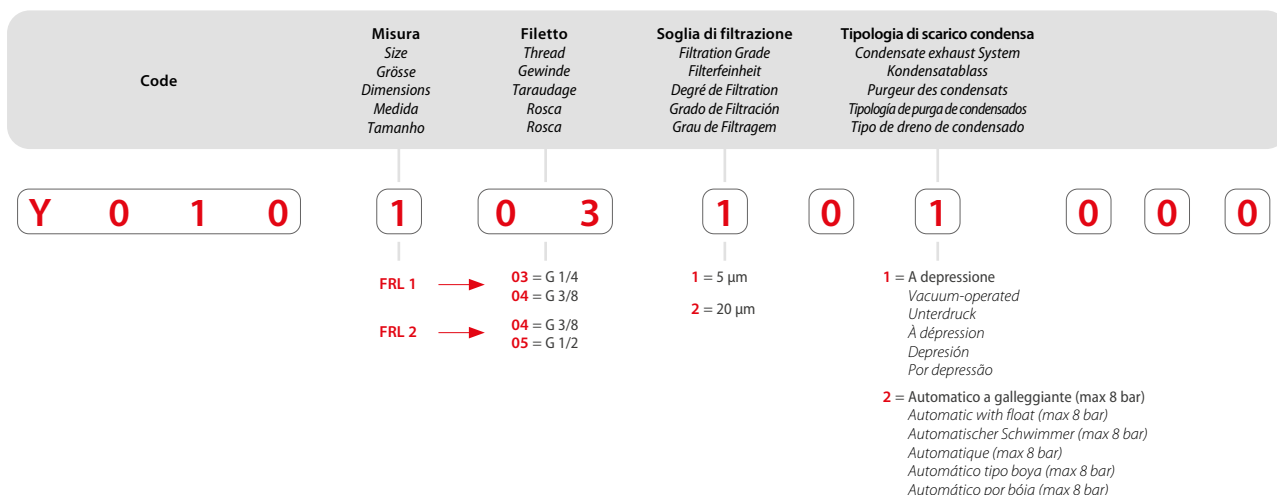 Code
Misura
Size
Grösse
Dimensions
Medida
Tamanho
Filetto
Thread
Gewinde
Taraudage
Rosca
Rosca
Soglia di filtrazione
Filtration Grade
Filterfeinheit
Degré de Filtration
Grado de Filtración
Grau de Filtragem
Tipologia di scarico condensa
Condensate exhaust System
Kondensatablass
Purgeur des condensats
Tipología de purga de condensados
Tipo de dreno de condensado
Y 0 1 0 1 0 3 1 0 1 0 0 0
FRL 1
03 = G 1/4
04 = G 3/8
FRL 2
04 = G 3/8
05 = G 1/2
1 = 5 µm
2 = 20 µm
1 = A depressione
Vacuum-operated
Unterdruck
À dépression
Depresión
Por depressão
2 = Automatico a galleggiante (max 8 bar)
Automatic with float (max 8 bar)
Automatischer Schwimmer (max 8 bar)
Automatique (max 8 bar)
Automático tipo boya (max 8 bar)
Automático por bóia (max 8 bar)